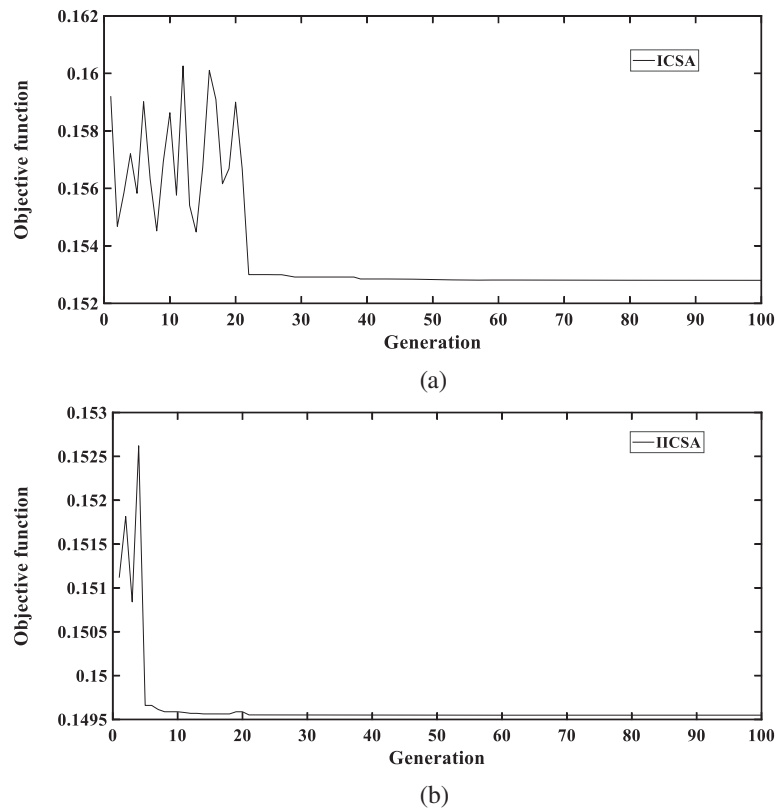 0.162
0.16
0.158
0.156
0.154
0.152
Objective function
ICSA
0 10 20 30 40 50 60 70 80 90 100
Generation
(a)
0.153
0.1525
0.152
0.1515
0.151
0.1505
0.15
0.1495
Objective function
IICSA
0 10 20 30 40 50 60 70 80 90 100
Generation
(b)